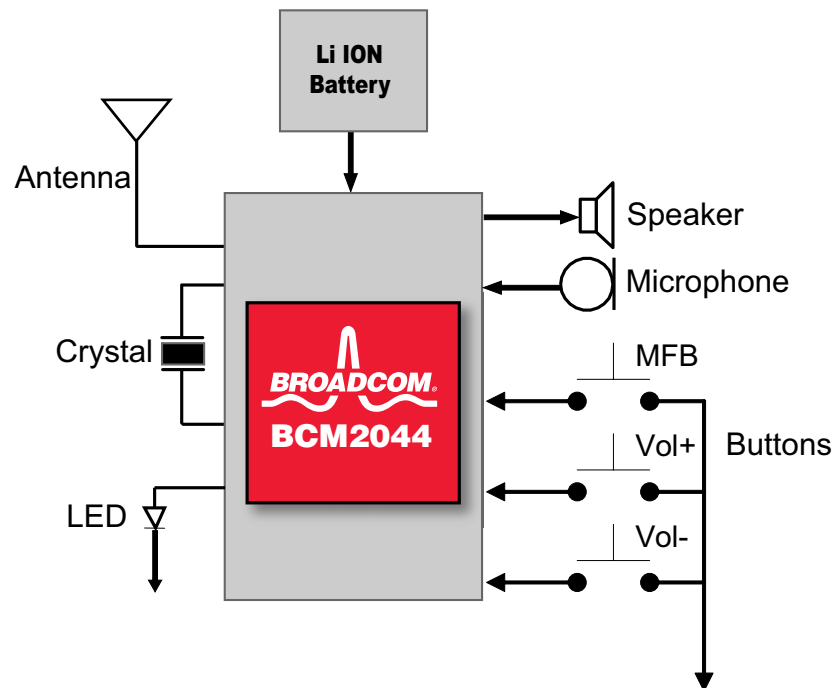 Li ION
Battery
Antenna
Speaker
Microphone
Crystal
MFB
BROADCOM®
BCM2044
Vol+
Buttons
LED
Vol-